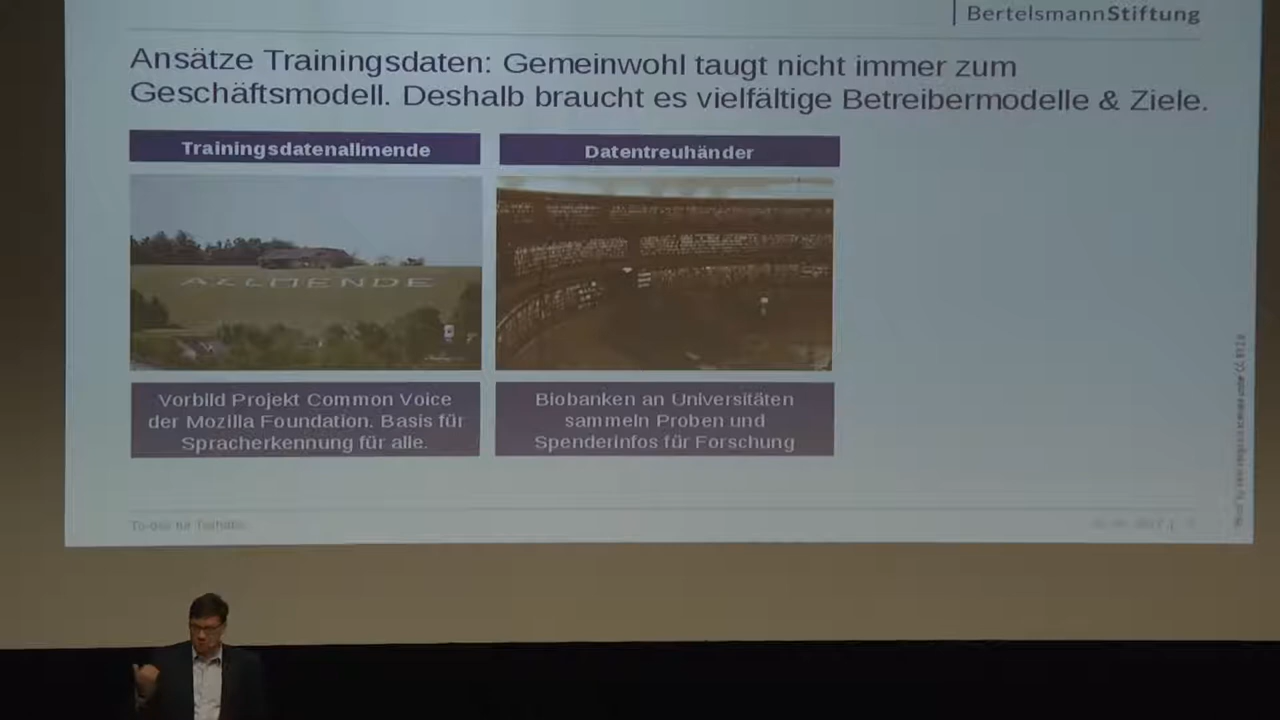 BertelsmannStiftung
Ansätze Trainingsdaten: Gemeinwohl taugt nicht immer zum
Geschäftsmodell. Deshalb braucht es vielfältige Betreibermodelle & Ziele.
Trainingsdatenallmende
Datentreuhänder
ALLMENDE
Vorbild Projekt Common Voice
der Mozilla Foundation. Basis für
Spracherkennung für alle.
Biobanken an Universitäten
sammeln Proben und
Spenderinfos für Forschung